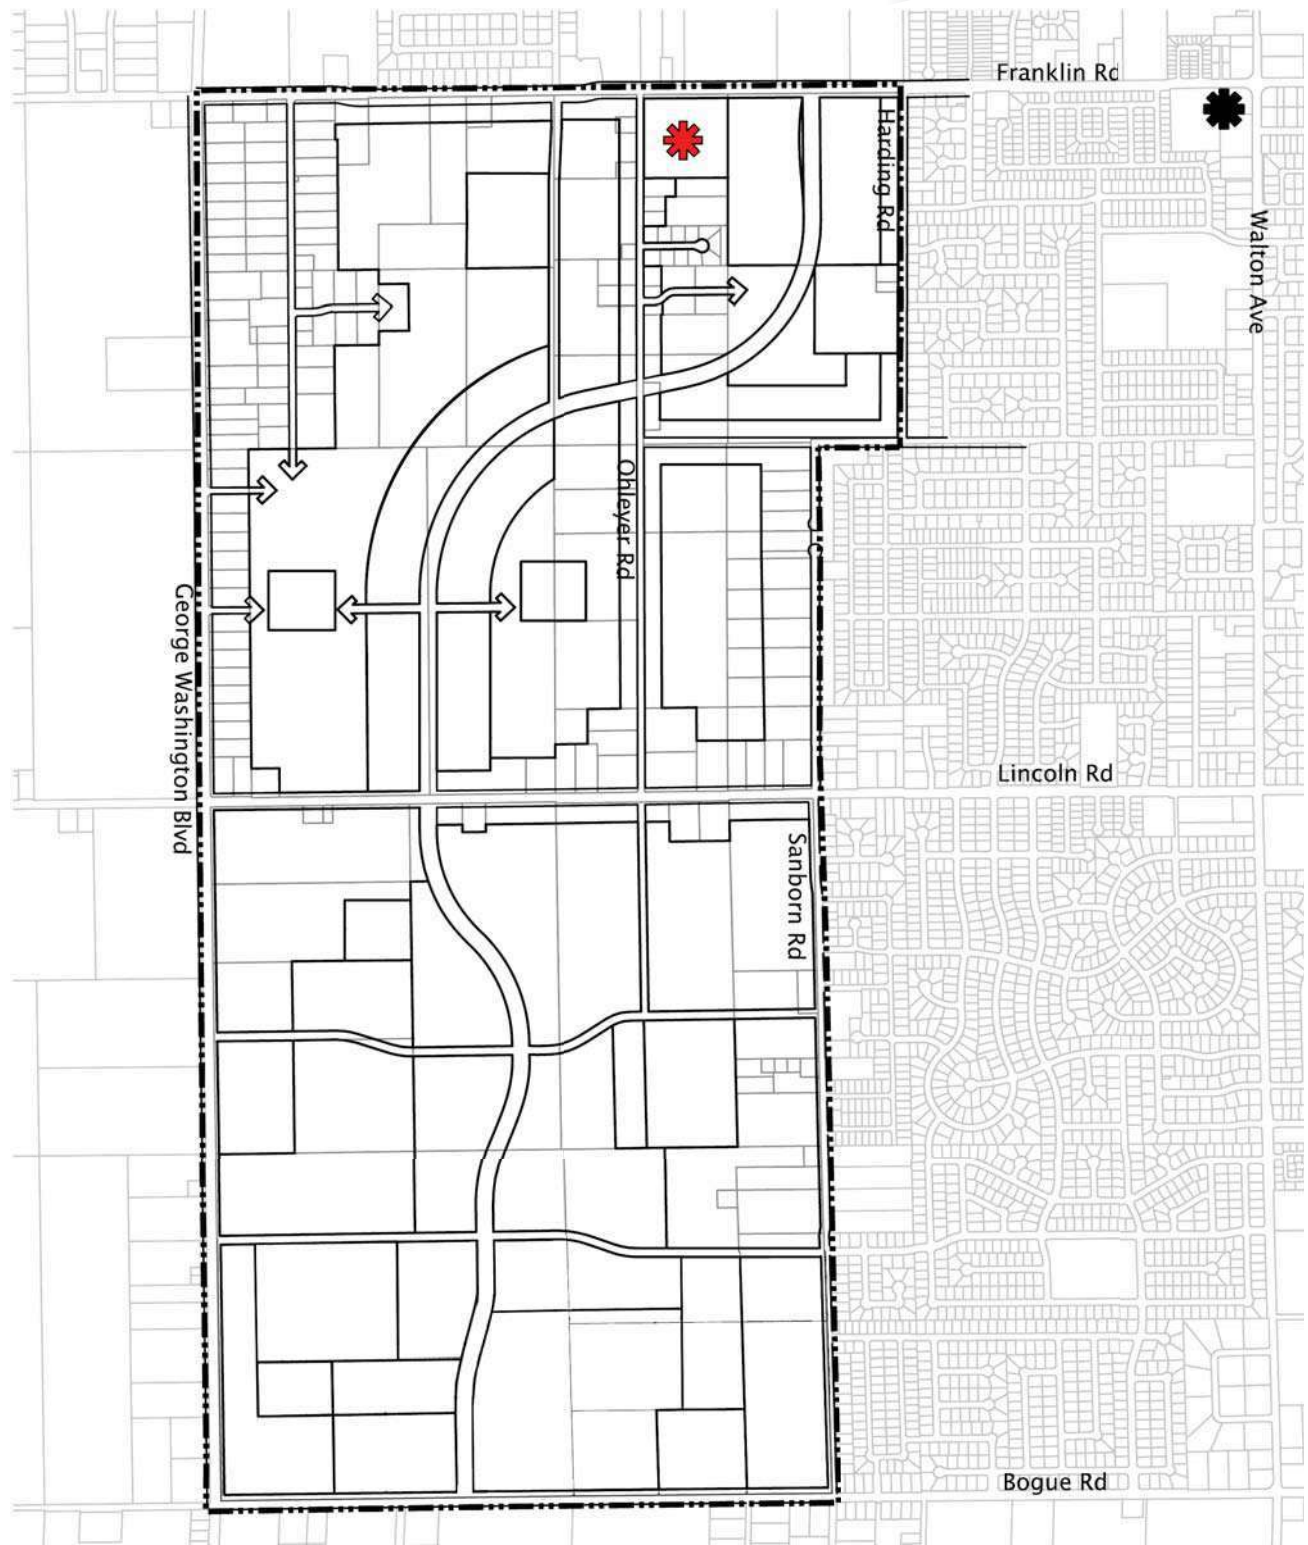 Franklin Rd
Harding Rd
Walton Ave
Ohleyer Rd
George Washington Blvd
Lincoln Rd
Sanborn Rd
Bogue Rd